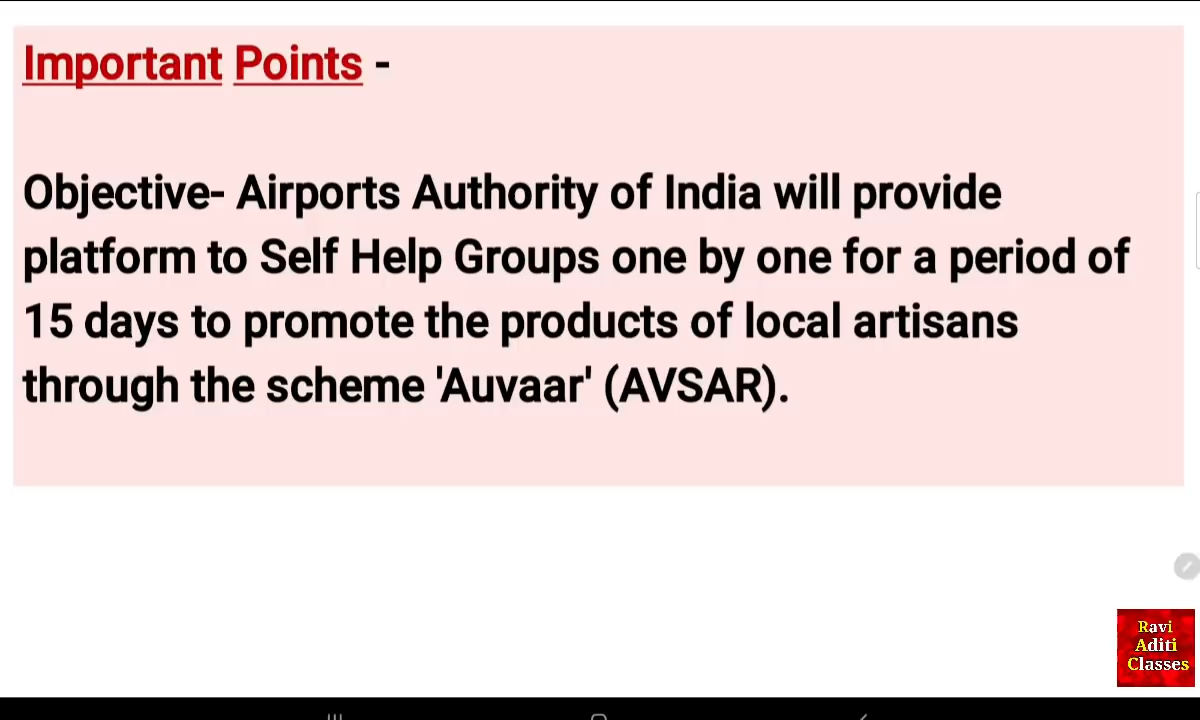 Important Points -
Objective- Airports Authority of India will provide
platform to Self Help Groups one by one for a period of
15 days to promote the products of local artisans
through the scheme 'Auvaar' (AVSAR).
Ravi
Aditi
Classes